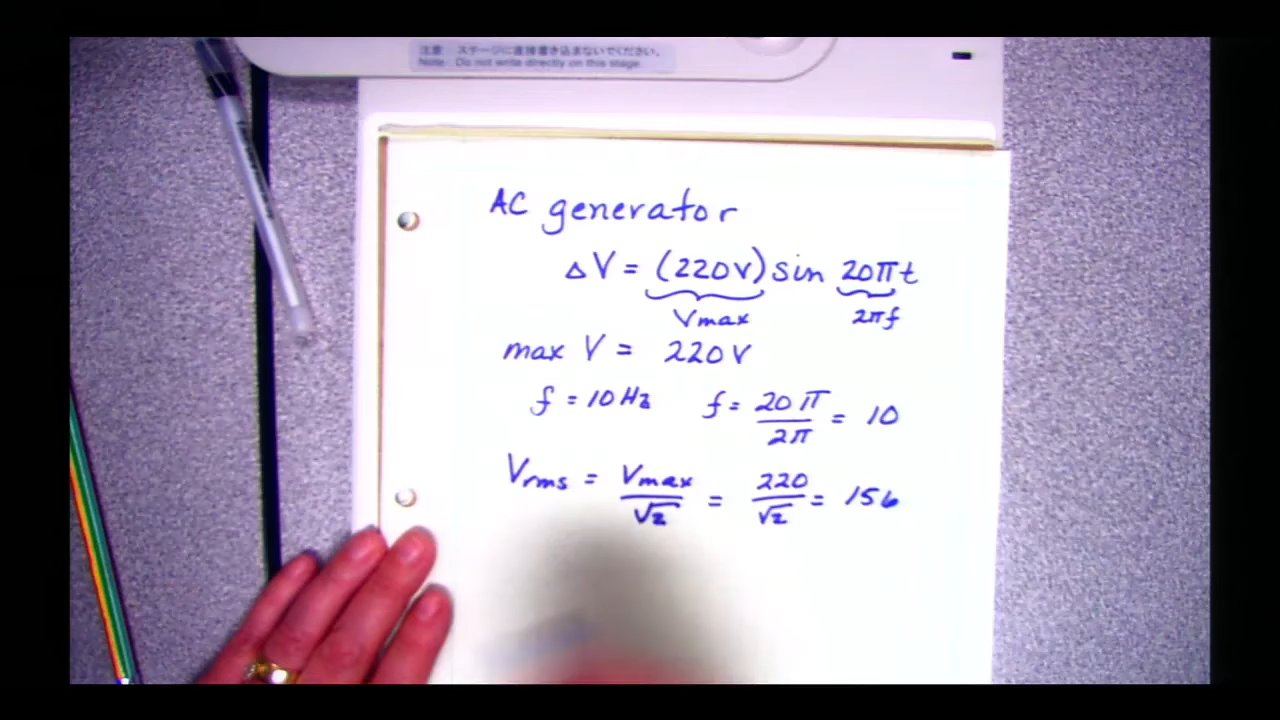 注意 ステージに直接書き込まないでください。
Note Do not write directly on this stage
AC generator
ΔV = (220V) sin 20πt
Vmax 2πf
max V = 220V
f = 10 Hz f = 20π/2π = 10
Vrms = Vmax/√2 = 220/√2 = 156